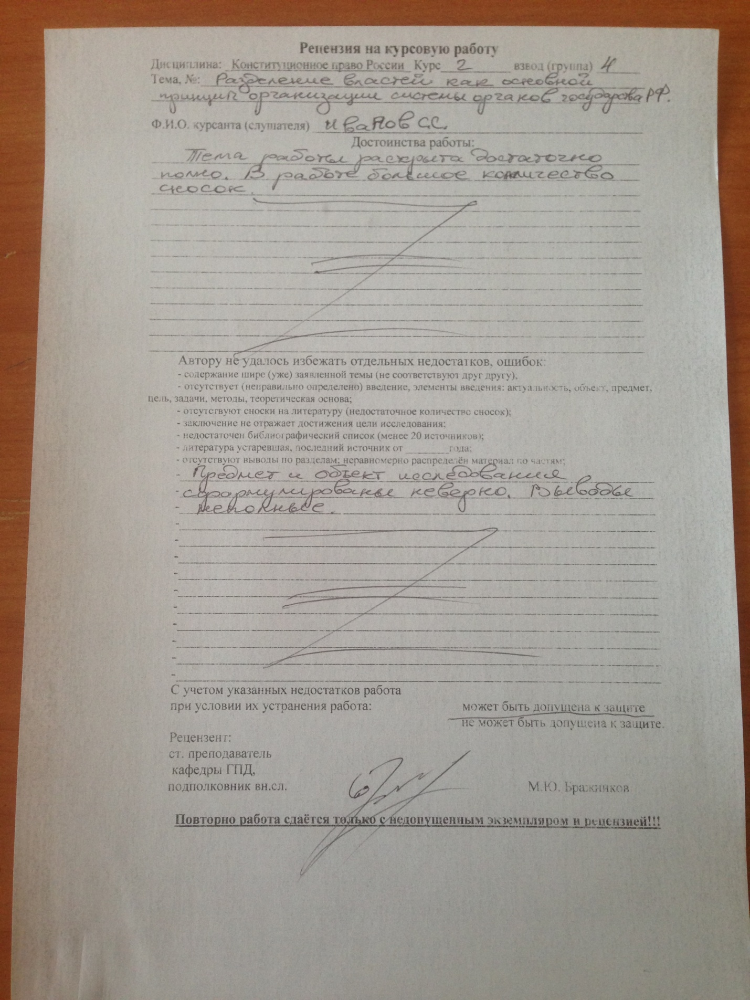 Рецензия на курсовую работу
Дисциплина: Конституционное право России Курс 2 взвод (группа) 4
Тема, №: Разделение властей как основной
принцип организации системы органов государства РФ.
Ф.И.О. курсанта (слушателя) Иванов С.С.
Достоинства работы:
Тема работы раскрыта достаточно
полно. В работе большое количество
сносок.
Автору не удалось избежать отдельных недостатков, ошибок:
- содержание шире (уже) заявленной темы (не соответствуют друг другу);
- отсутствует (неправильно определено) введение, элементы введения: актуальность, объект, предмет,
цель, задачи, методы, теоретическая основа;
- отсутствуют сноски на литературу (недостаточное количество сносок);
- заключение не отражает достижения цели исследования;
- недостаточен библиографический список (менее 20 источников);
- литература устаревшая, последний источник от ________года;
- отсутствуют выводы по разделам; неравномерно распределён материал по частям;
- Предмет и объект исследования
- сформулированы неверно. Выводы
- неполные.
-
-
-
-
-
-
-
-
-
-
С учетом указанных недостатков работа
при условии их устранения работа: может быть допущена к защите
не может быть допущена к защите.
Рецензент:
ст. преподаватель
кафедры ГПД,
подполковник вн.сл. М.Ю. Бражников
Повторно работа сдаётся только с недопущенным экземпляром и рецензией!!!